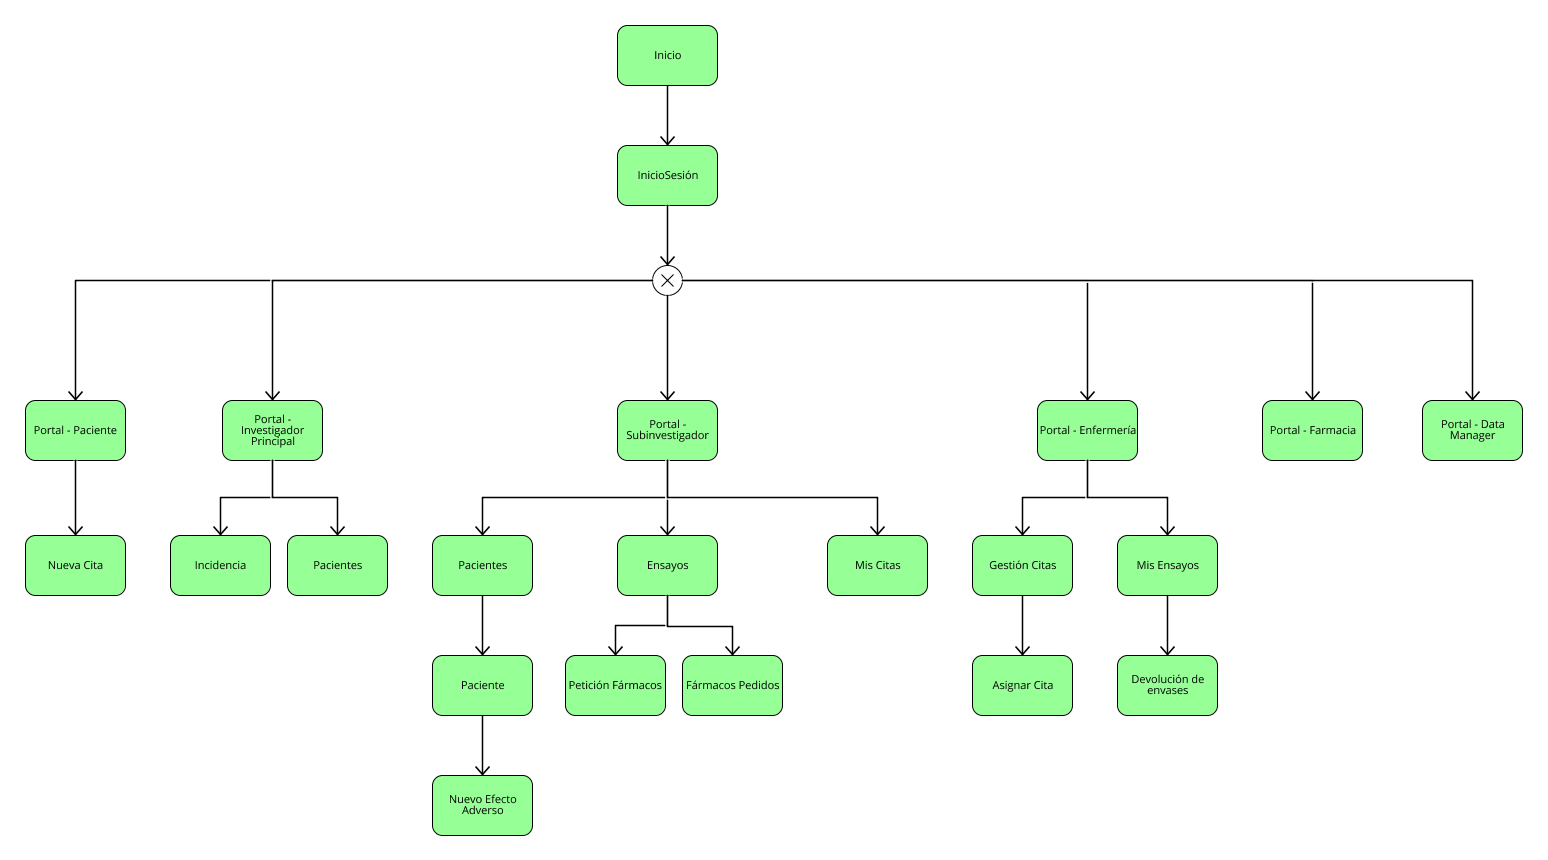 Inicio
InicioSesión
Portal - Paciente
Portal -
Investigador
Principal
Portal -
Subinvestigador
Portal - Enfermería
Portal - Farmacia
Portal - Data
Manager
Nueva Cita
Incidencia
Pacientes
Pacientes
Ensayos
Mis Citas
Gestión Citas
Mis Ensayos
Paciente
Petición Fármacos
Fármacos Pedidos
Asignar Cita
Devolución de
envases
Nuevo Efecto
Adverso